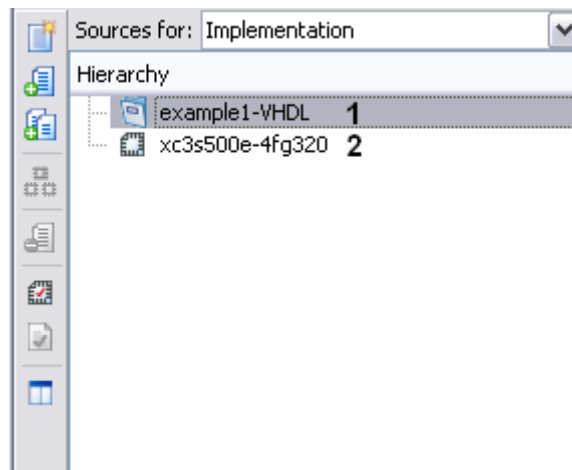 Sources for: Implementation
Hierarchy
example1-VHDL 1
xc3s500e-4fg320 2